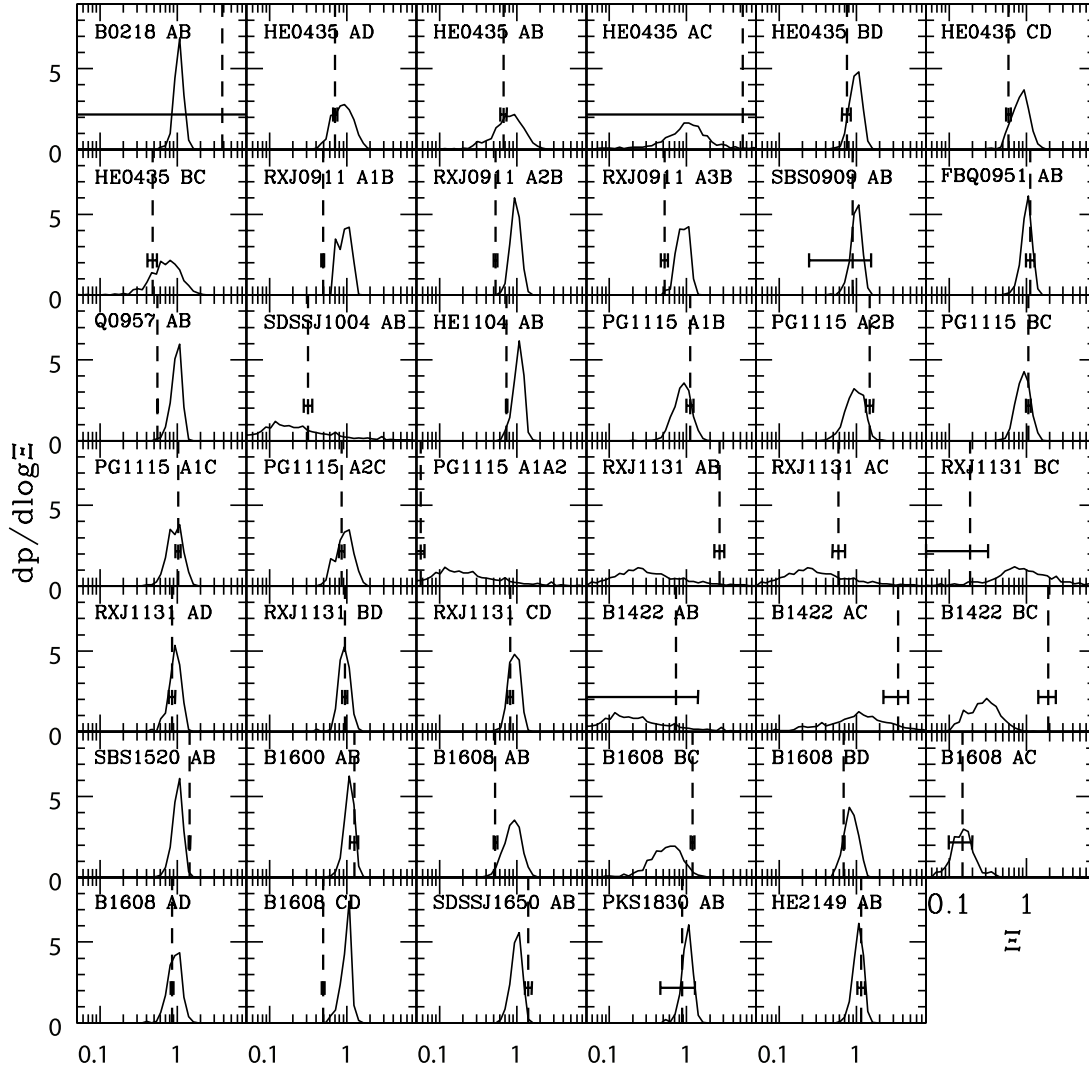 B0218 AB HE0435 AD HE0435 AB HE0435 AC HE0435 BD HE0435 CD
5
0
HE0435 BC RXJ0911 A1B RXJ0911 A2B RXJ0911 A3B SBS0909 AB FBQ0951 AB
5
0
Q0957 AB SDSSJ1004 AB HE1104 AB PG1115 A1B PG1115 A2B PG1115 BC
5
0
dp/dlogΞ
PG1115 A1C PG1115 A2C PG1115 A1A2 RXJ1131 AB RXJ1131 AC RXJ1131 BC
5
0
RXJ1131 AD RXJ1131 BD RXJ1131 CD B1422 AB B1422 AC B1422 BC
5
0
SBS1520 AB B1600 AB B1608 AB B1608 BC B1608 BD B1608 AC
5
0
B1608 AD B1608 CD SDSSJ1650 AB PKS1830 AB HE2149 AB
0.1 1
Ξ
5
0
0.1 1 0.1 1 0.1 1 0.1 1 0.1 1